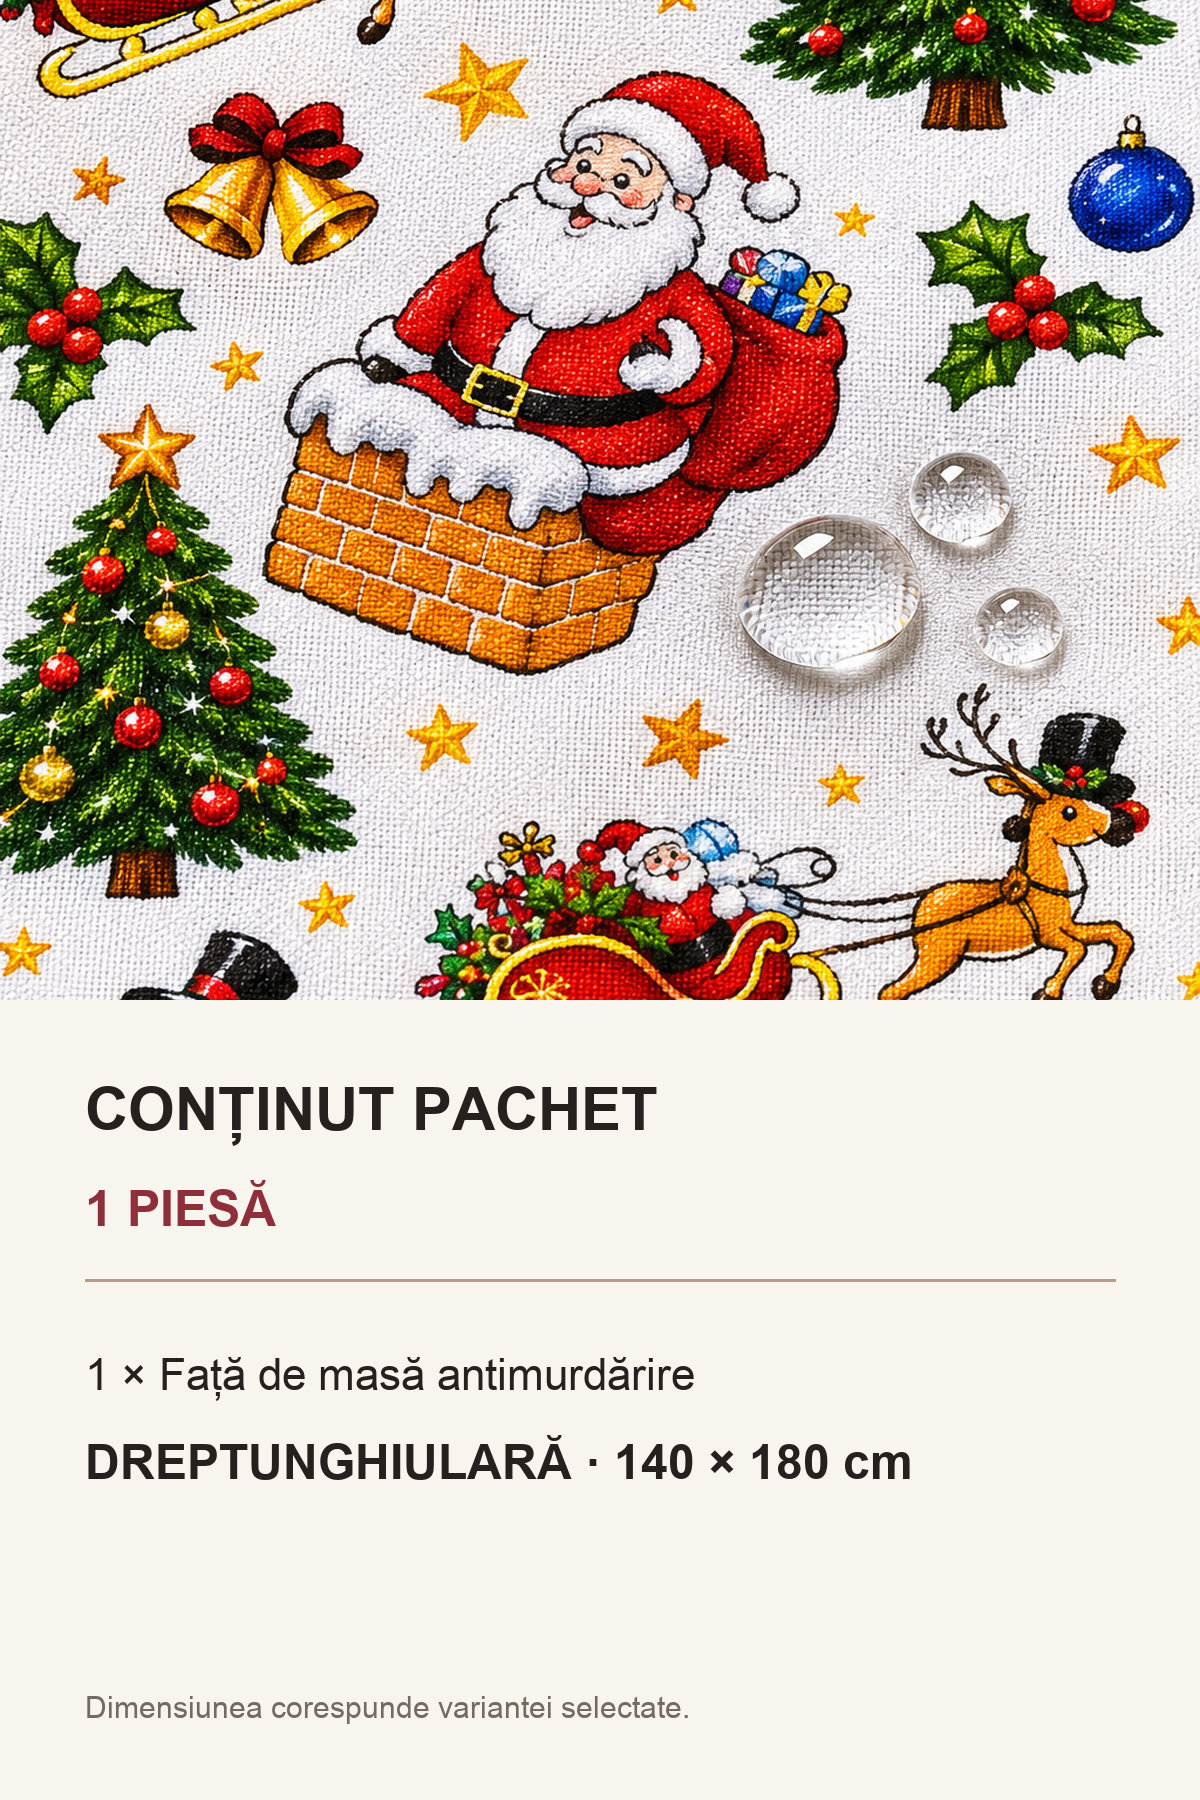 CONȚINUT PACHET
1 PIESĂ
1 × Față de masă antimurdărire
DREPTUNGHIULARĂ · 140 × 180 cm
Dimensiunea corespunde variantei selectate.